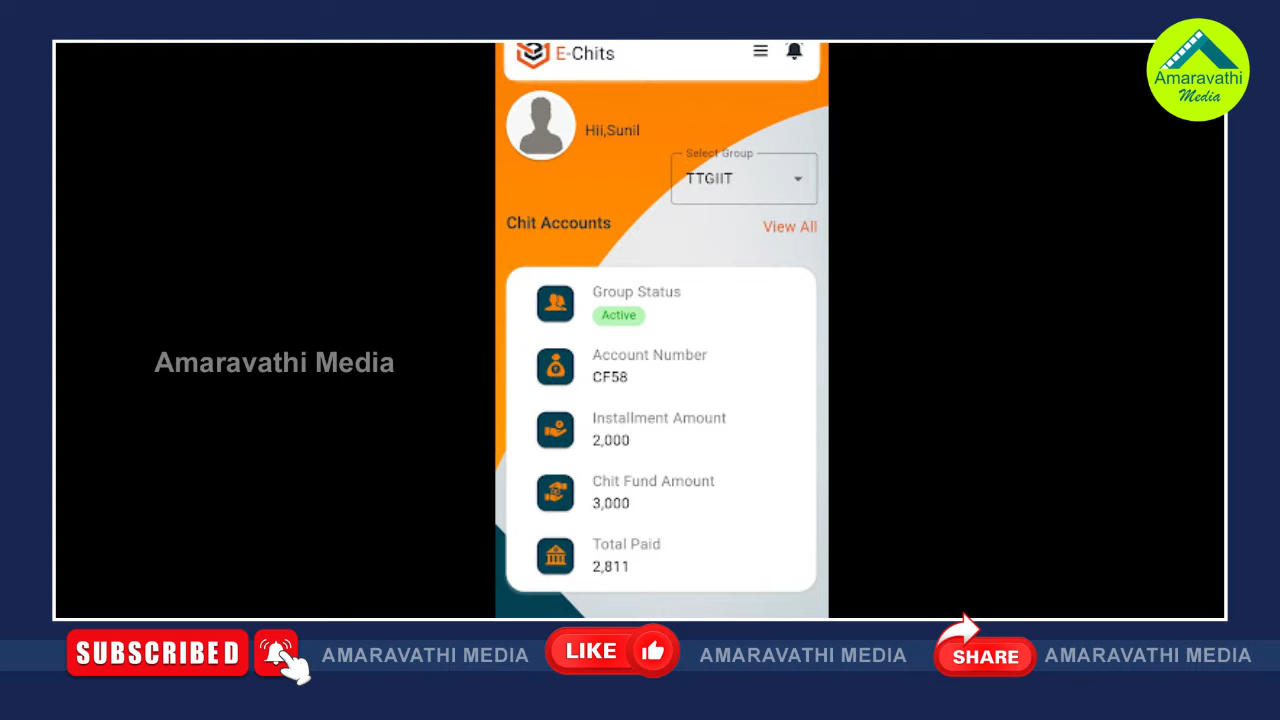 E-Chits
Amaravathi
Media
Hii,Sunil
Select Group
TTGIIT
Chit Accounts
View All
Group Status
Active
Account Number
CF58
Amaravathi Media
Installment Amount
2,000
Chit Fund Amount
3,000
Total Paid
2,811
SUBSCRIBED
AMARAVATHI MEDIA
LIKE
AMARAVATHI MEDIA
SHARE
AMARAVATHI MEDIA